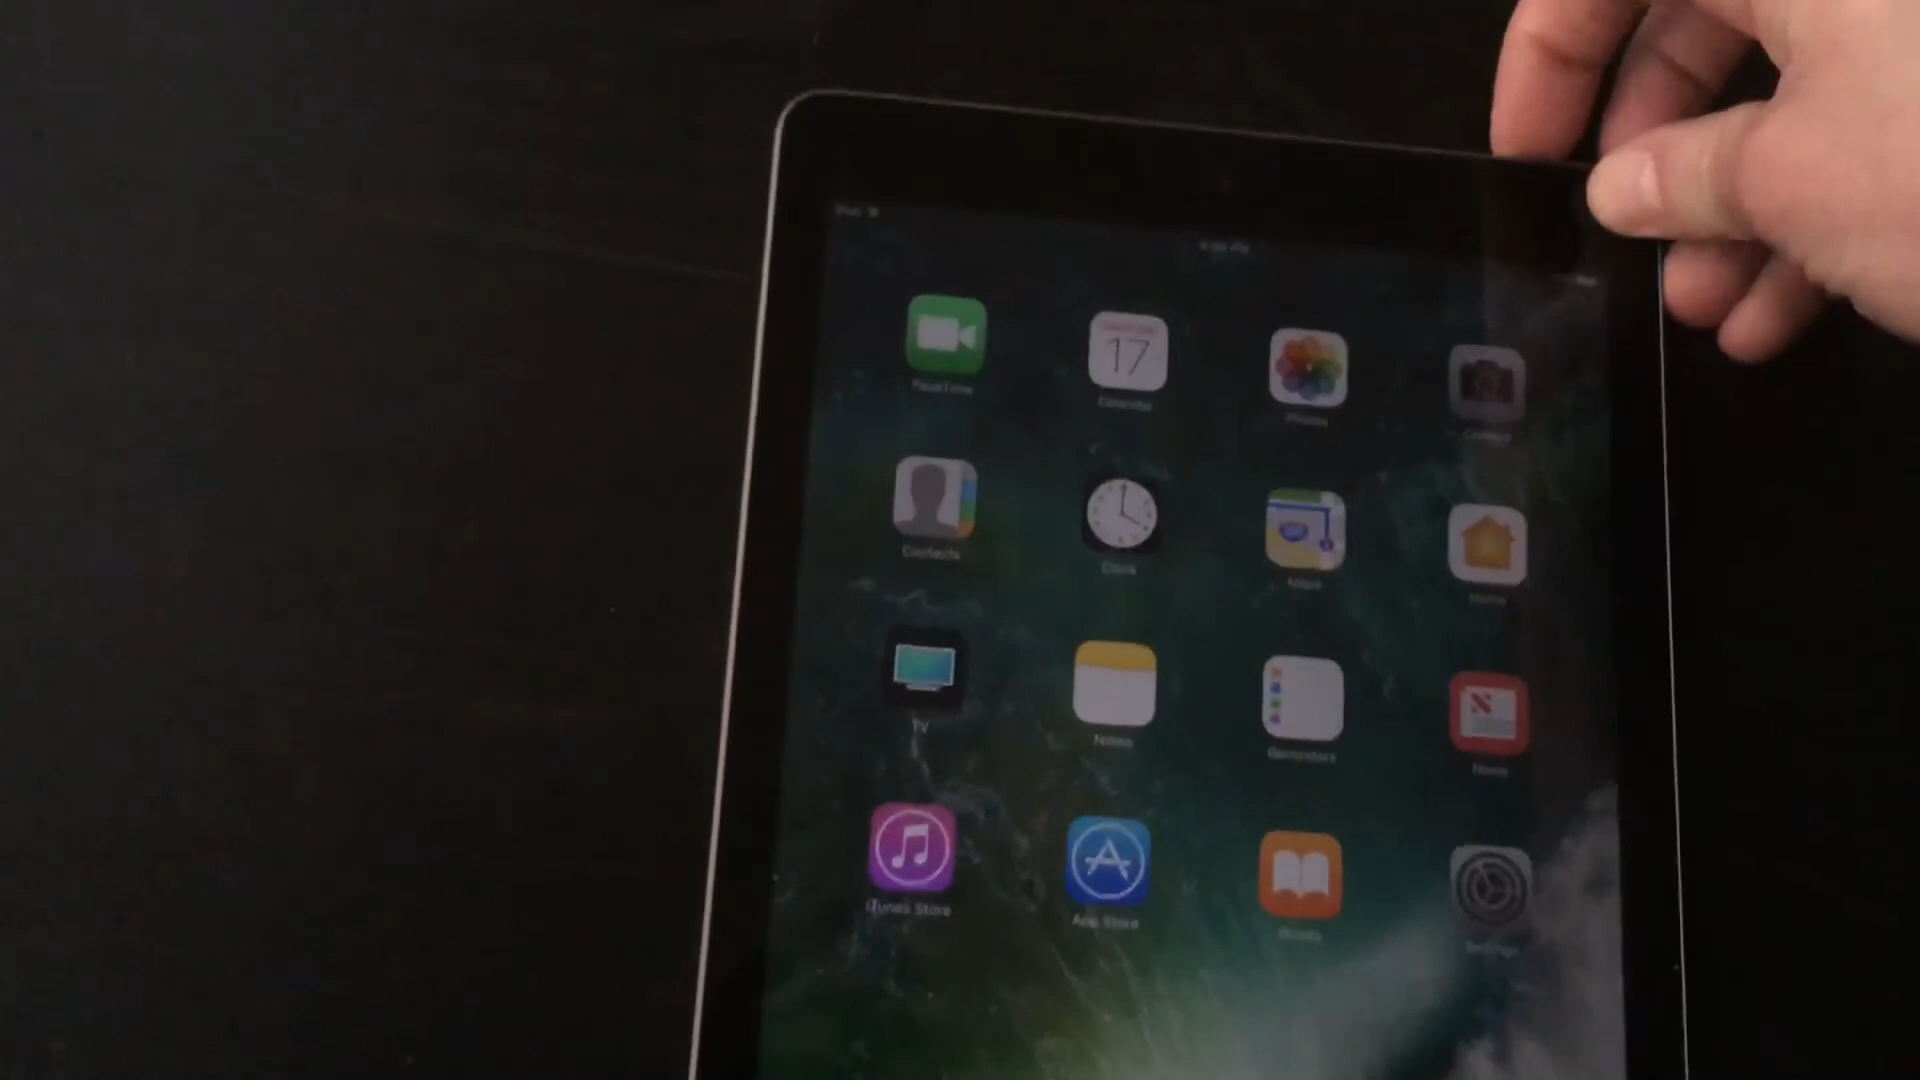 iPad
FaceTime
Calendar
Photos
Camera
17
Contacts
Clock
Maps
Home
TV
Notes
Reminders
News
iTunes Store
App Store
iBooks
Settings